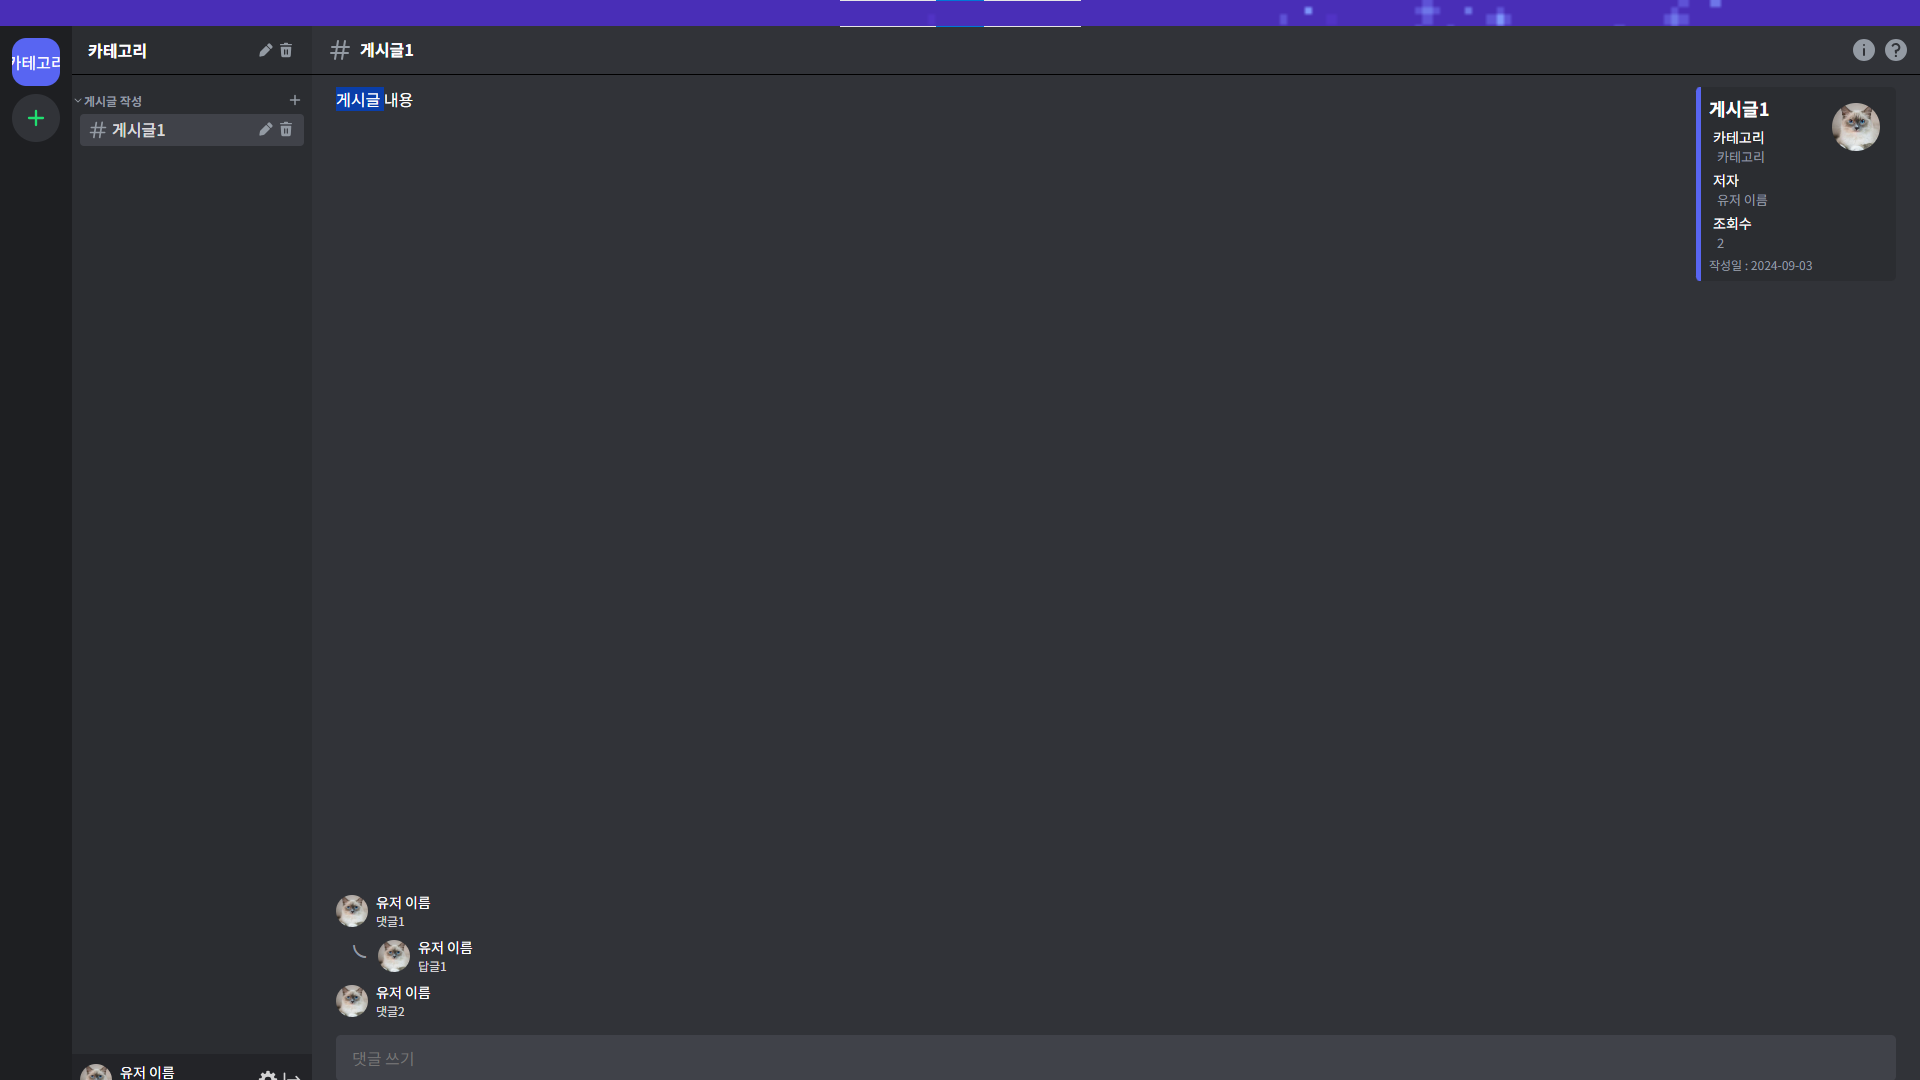 카테고리
카테고리
게시글 작성
게시글1
게시글1
게시글 내용
게시글1
카테고리
카테고리
저자
유저 이름
조회수
2
작성일 : 2024-09-03
유저 이름
댓글1
유저 이름
답글1
유저 이름
댓글2
댓글 쓰기
유저 이름